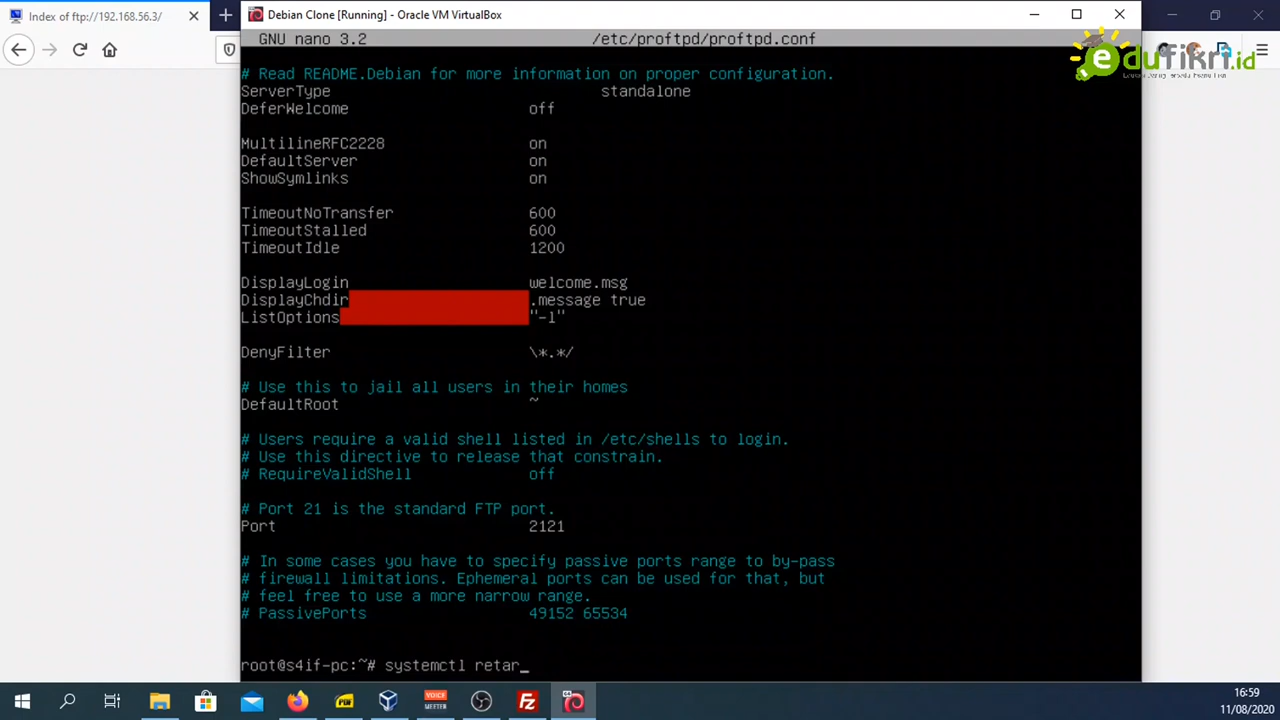 Index of ftp://192.168.56.3/
Debian Clone [Running] - Oracle VM VirtualBox
GNU nano 3.2 /etc/proftpd/proftpd.conf
edufikri.id
# Read README.Debian for more information on proper configuration.
ServerType standalone
DeferWelcome off
MultilineRFC2228 on
DefaultServer on
ShowSymlinks on
TimeoutNoTransfer 600
TimeoutStalled 600
TimeoutIdle 1200
DisplayLogin welcome.msg
DisplayChdir .message true
ListOptions "-l"
DenyFilter \*.*/
# Use this to jail all users in their homes
DefaultRoot ~
# Users require a valid shell listed in /etc/shells to login.
# Use this directive to release that constrain.
# RequireValidShell off
# Port 21 is the standard FTP port.
Port 2121
# In some cases you have to specify passive ports range to by-pass
# firewall limitations. Ephemeral ports can be used for that, but
# feel free to use a more narrow range.
# PassivePorts 49152 65534
root@s4if-pc:~# systemctl retar_
VOICE
MEETER
16:59
11/08/2020